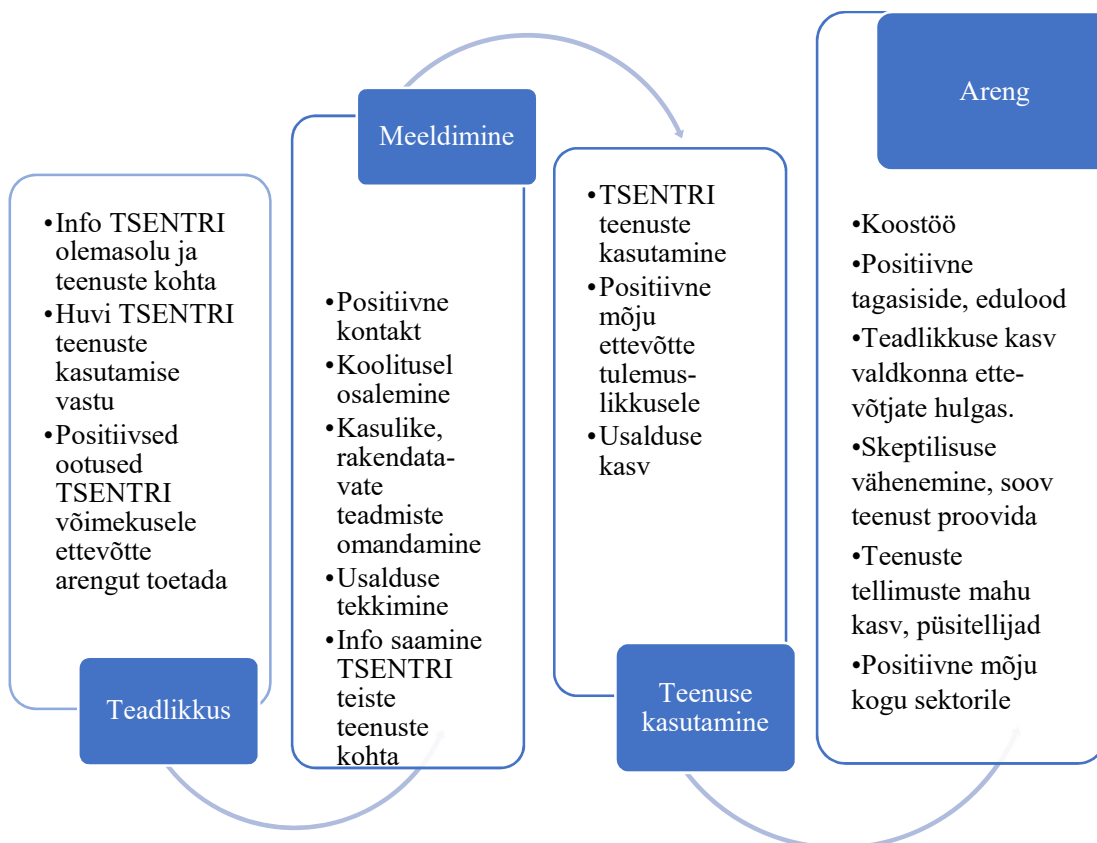 •Info TSENTRI
olemasolu ja
teenuste kohta
•Huvi TSENTRI
teenuste
kasutamise
vastu
•Positiivsed
ootused
TSENTRI
võimekusele
ettevõtte
arengut toetada
Teadlikkus
Meeldimine
•Positiivne
kontakt
•Koolitusel
osalemine
•Kasulike,
rakendata-
vate
teadmiste
omandamine
•Usalduse
tekkimine
•Info saamine
TSENTRI
teiste
teenuste
kohta
•TSENTRI
teenuste
kasutamine
•Positiivne
mõju
ettevõtte
tulemus-
likkusele
•Usalduse
kasv
Teenuse
kasutamine
Areng
•Koostöö
•Positiivne
tagasiside, edulood
•Teadlikkuse kasv
valdkonna ette-
võtjate hulgas.
•Skeptilisuse
vähenemine, soov
teenust proovida
•Teenuste
tellimuste mahu
kasv, püsitellijad
•Positiivne mõju
kogu sektorile